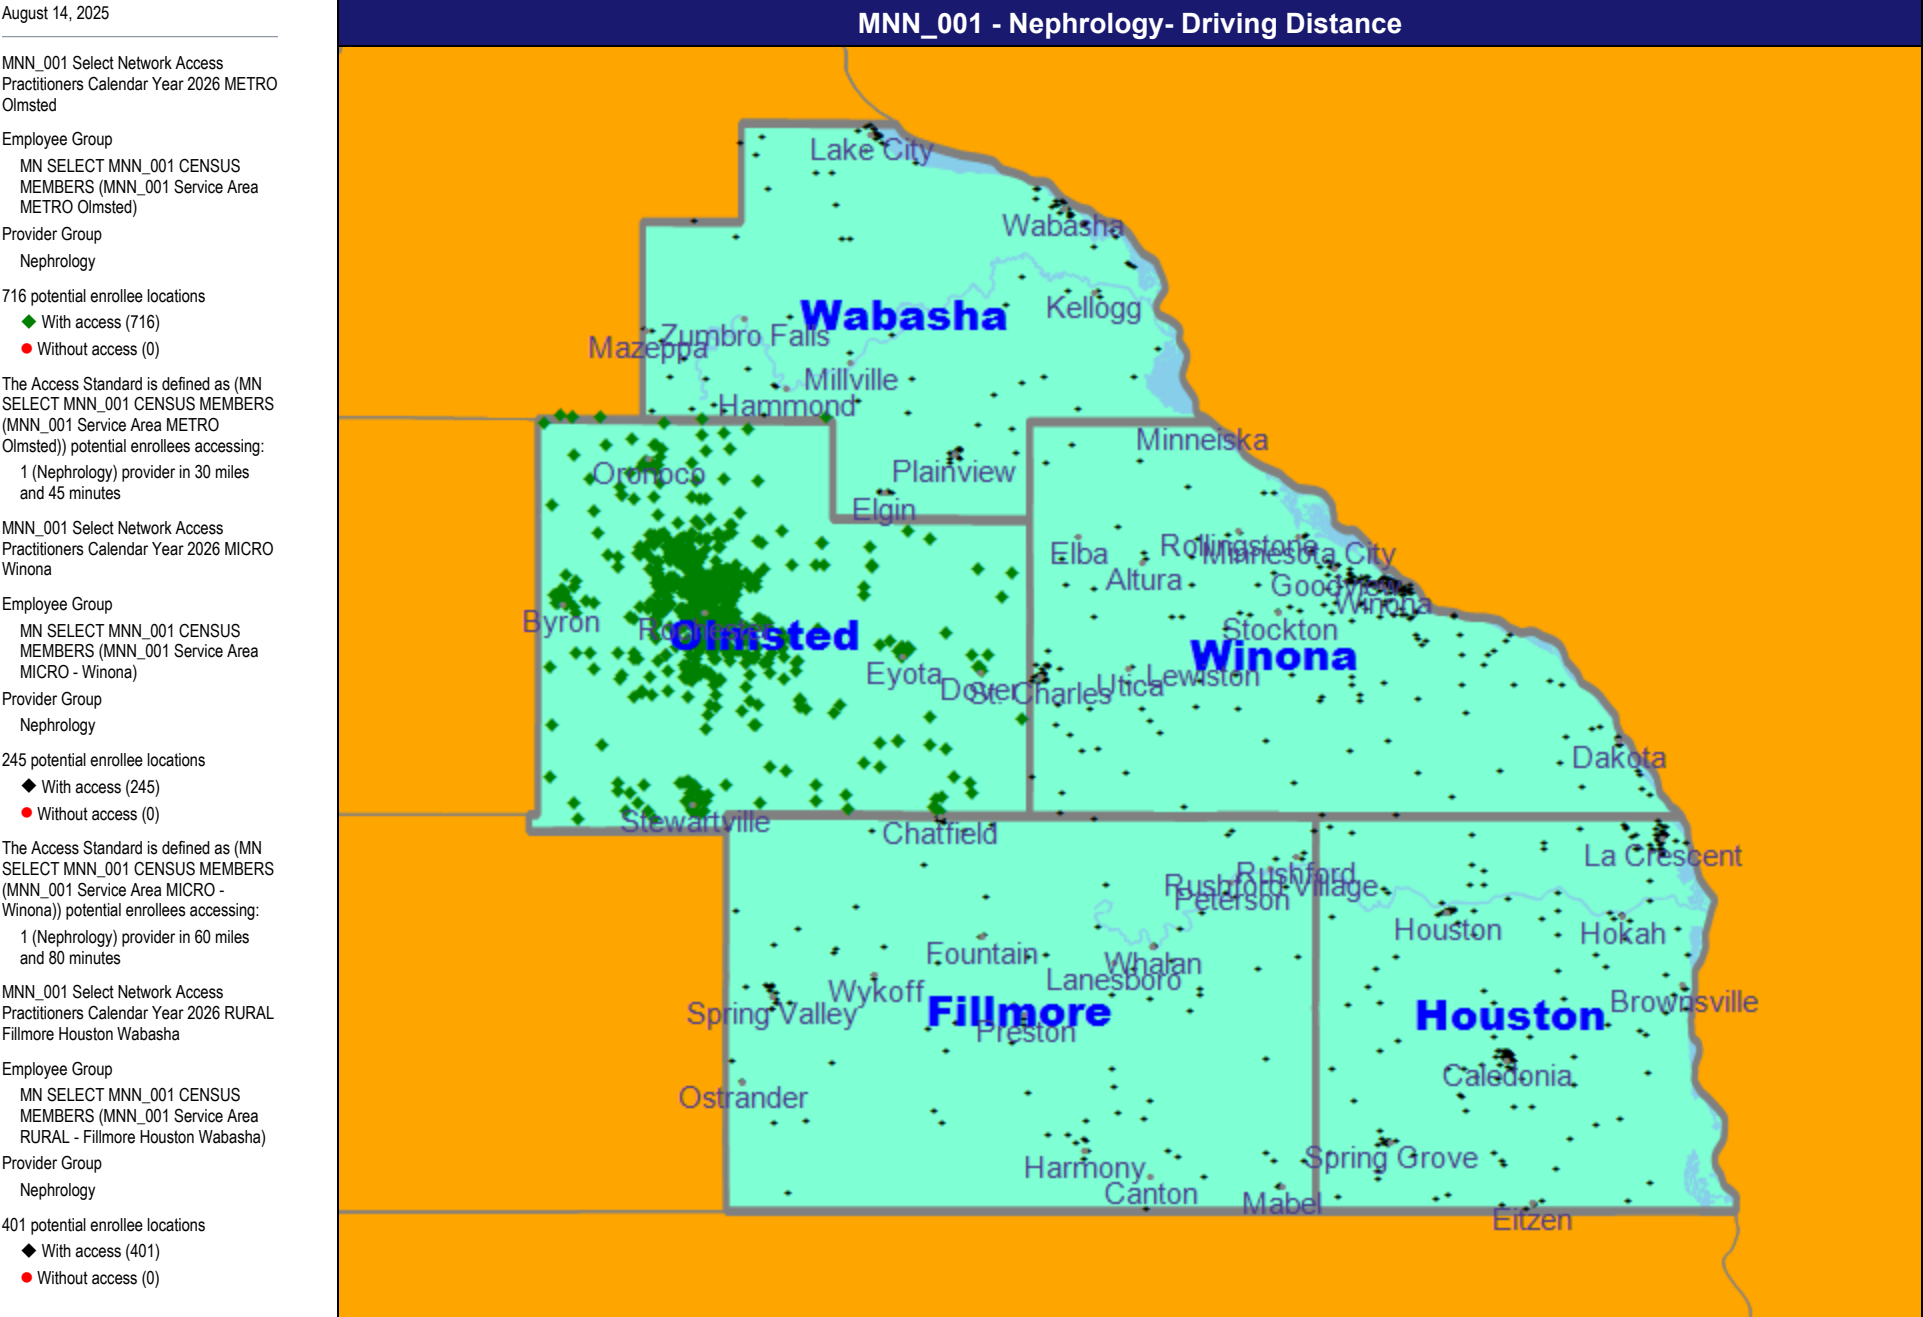 August 14, 2025
MNN_001 Select Network Access
Practitioners Calendar Year 2026 METRO
Olmsted
Employee Group
MN SELECT MNN_001 CENSUS
MEMBERS (MNN_001 Service Area
METRO Olmsted)
Provider Group
Nephrology
716 potential enrollee locations
With access (716)
Without access (0)
The Access Standard is defined as (MN
SELECT MNN_001 CENSUS MEMBERS
(MNN_001 Service Area METRO
Olmsted)) potential enrollees accessing:
1 (Nephrology) provider in 30 miles
and 45 minutes
MNN_001 Select Network Access
Practitioners Calendar Year 2026 MICRO
Winona
Employee Group
MN SELECT MNN_001 CENSUS
MEMBERS (MNN_001 Service Area
MICRO - Winona)
Provider Group
Nephrology
245 potential enrollee locations
With access (245)
Without access (0)
The Access Standard is defined as (MN
SELECT MNN_001 CENSUS MEMBERS
(MNN_001 Service Area MICRO -
Winona)) potential enrollees accessing:
1 (Nephrology) provider in 60 miles
and 80 minutes
MNN_001 Select Network Access
Practitioners Calendar Year 2026 RURAL
Fillmore Houston Wabasha
Employee Group
MN SELECT MNN_001 CENSUS
MEMBERS (MNN_001 Service Area
RURAL - Fillmore Houston Wabasha)
Provider Group
Nephrology
401 potential enrollee locations
With access (401)
Without access (0)
MNN_001 - Nephrology- Driving Distance
Lake City
Wabasha
Kellogg
Wabasha
Zumbro Falls
Mazeppa
Millville
Hammond
Minneiska
Plainview
Oronoco
Elgin
Elba
Rollingstone
Minnesota City
Altura
Goodview
Winona
Byron
Rochester
Olmsted
Stockton
Winona
Eyota
Dover
St. Charles
Utica
Lewiston
Dakota
Stewartville
Chatfield
La Crescent
Rushford
Rushford Village
Peterson
Houston
Hokah
Fountain
Whalan
Lanesboro
Wykoff
Brownsville
Spring Valley
Fillmore
Houston
Preston
Caledonia
Ostrander
Harmony
Spring Grove
Canton
Mabel
Eitzen